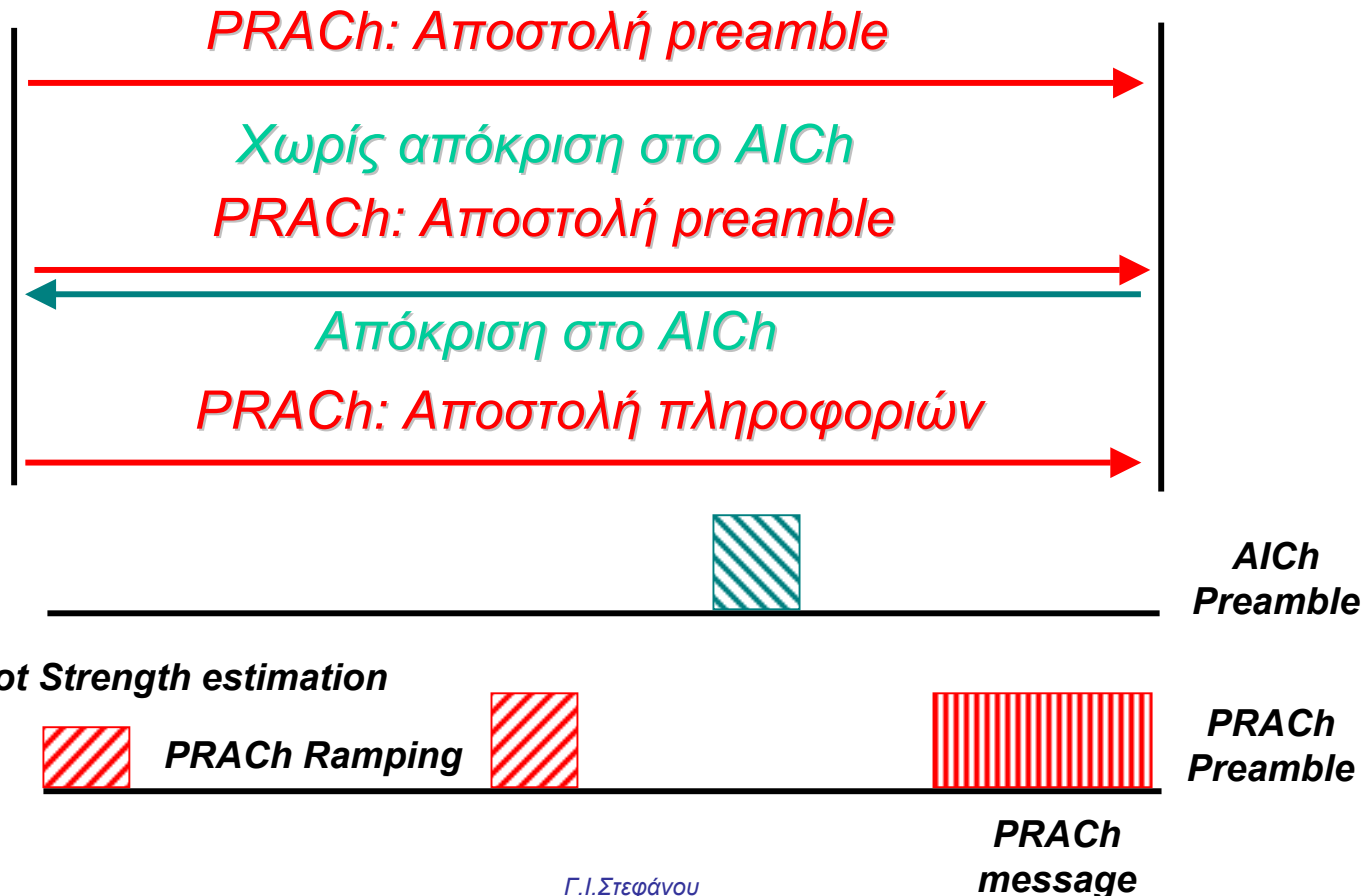 PRACh: Αποστολή preamble
Χωρίς απόκριση στο AICh
PRACh: Αποστολή preamble
Απόκριση στο AICh
PRACh: Αποστολή πληροφοριών
AICh
Preamble
ot Strength estimation
PRACh Ramping
PRACh
Preamble
PRACh
message
Γ.Ι.Στεφάνου